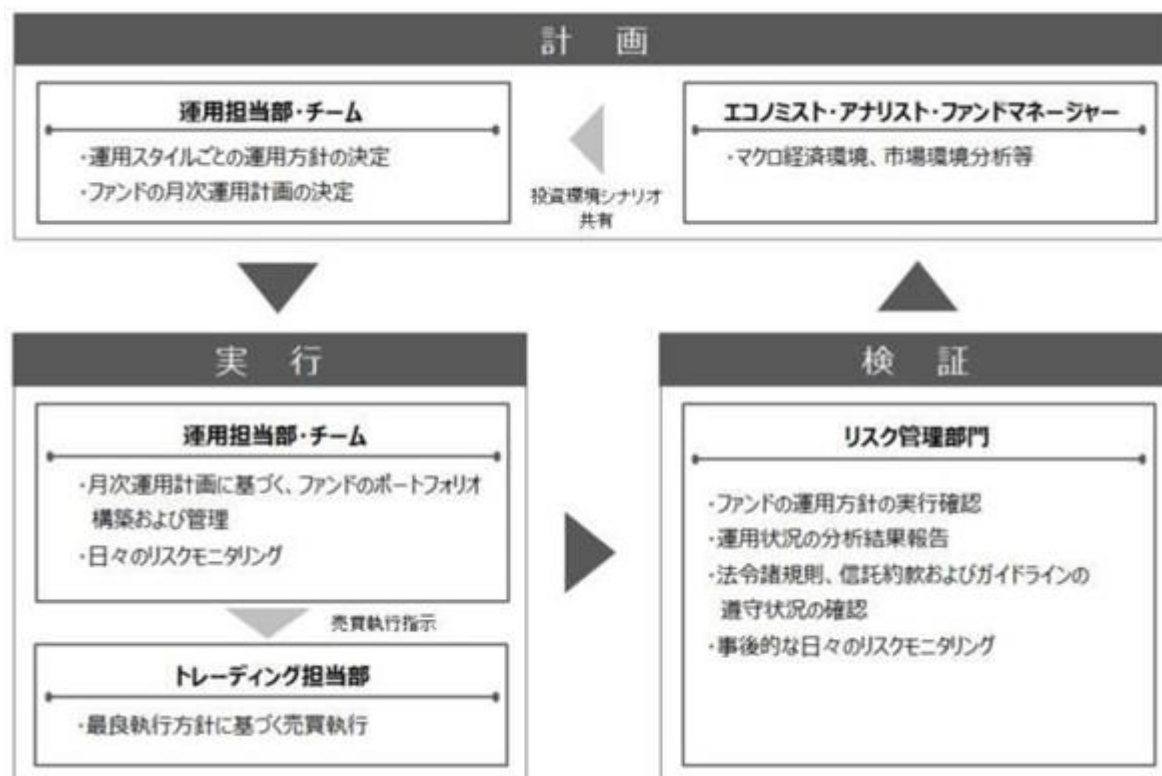 計 画
運用担当部・チーム
・運用スタイルごとの運用方針の決定
・ファンドの月次運用計画の決定
投資環境シナリオ
共有
エコノミスト・アナリスト・ファンドマネージャー
・マクロ経済環境、市場環境分析等
実 行
運用担当部・チーム
・月次運用計画に基づく、ファンドのポートフォリオ
構築および管理
・日々のリスクモニタリング
売買執行指示
トレーディング担当部
・最良執行方針に基づく売買執行
検 証
リスク管理部門
・ファンドの運用方針の実行確認
・運用状況の分析結果報告
・法令諸規則、信託約款およびガイドラインの
遵守状況の確認
・事後的な日々のリスクモニタリング